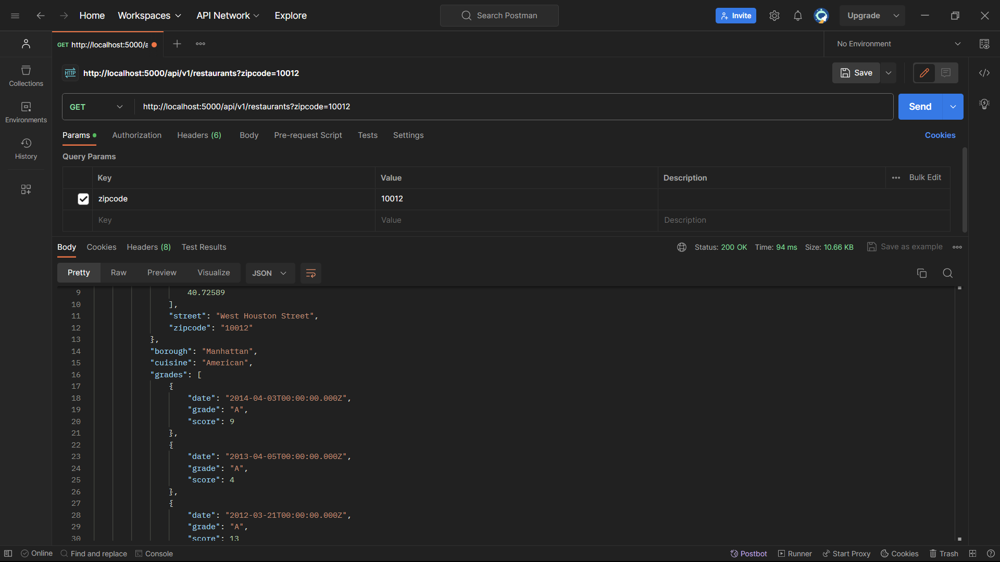 Home Workspaces API Network Explore Search Postman Invite Upgrade
GET http://localhost:5000/a No Environment
HTTP http://localhost:5000/api/v1/restaurants?zipcode=10012 Save
Collections
Environments
History
GET http://localhost:5000/api/v1/restaurants?zipcode=10012 Send
Params Authorization Headers (6) Body Pre-request Script Tests Settings Cookies
Query Params
Key Value Description Bulk Edit
zipcode 10012
Key Value Description
Body Cookies Headers (8) Test Results Status: 200 OK Time: 94 ms Size: 10.66 KB Save as example
Pretty Raw Preview Visualize JSON
9 40.72589
10 ],
11 "street": "West Houston Street",
12 "zipcode": "10012"
13 },
14 "borough": "Manhattan",
15 "cuisine": "American",
16 "grades": [
17 {
18 "date": "2014-04-03T00:00:00.000Z",
19 "grade": "A",
20 "score": 9
21 },
22 {
23 "date": "2013-04-05T00:00:00.000Z",
24 "grade": "A",
25 "score": 4
26 },
27 {
28 "date": "2012-03-21T00:00:00.000Z",
29 "grade": "A",
30 "score": 13
Online Find and replace Console Postbot Runner Start Proxy Cookies Trash